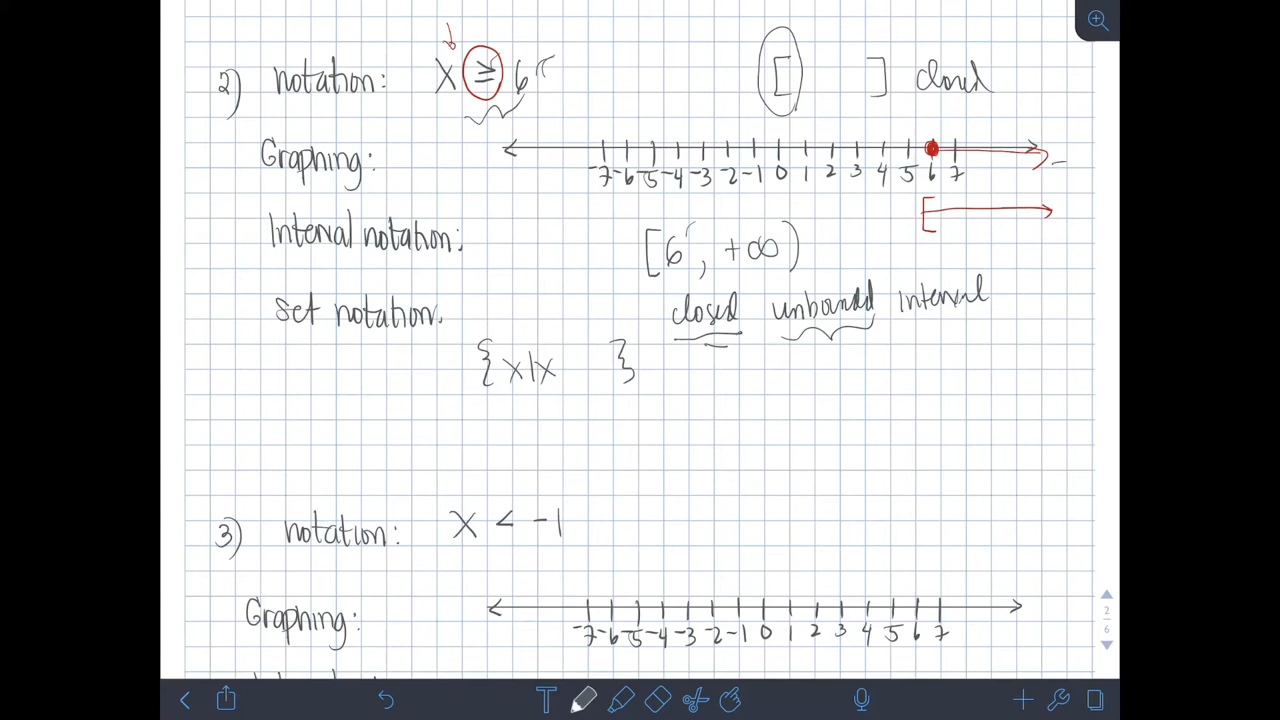 2) notation: X ≥ 6 [ ] closed
Graphing: -7 -6 -5 -4 -3 -2 -1 0 1 2 3 4 5 6 7
[
Interval notation: [6, +∞)
set notation. closed unbounded interval
{x|x }
3) notation: X < -1
Graphing: -7 -6 -5 -4 -3 -2 -1 0 1 2 3 4 5 6 7
2
6
T